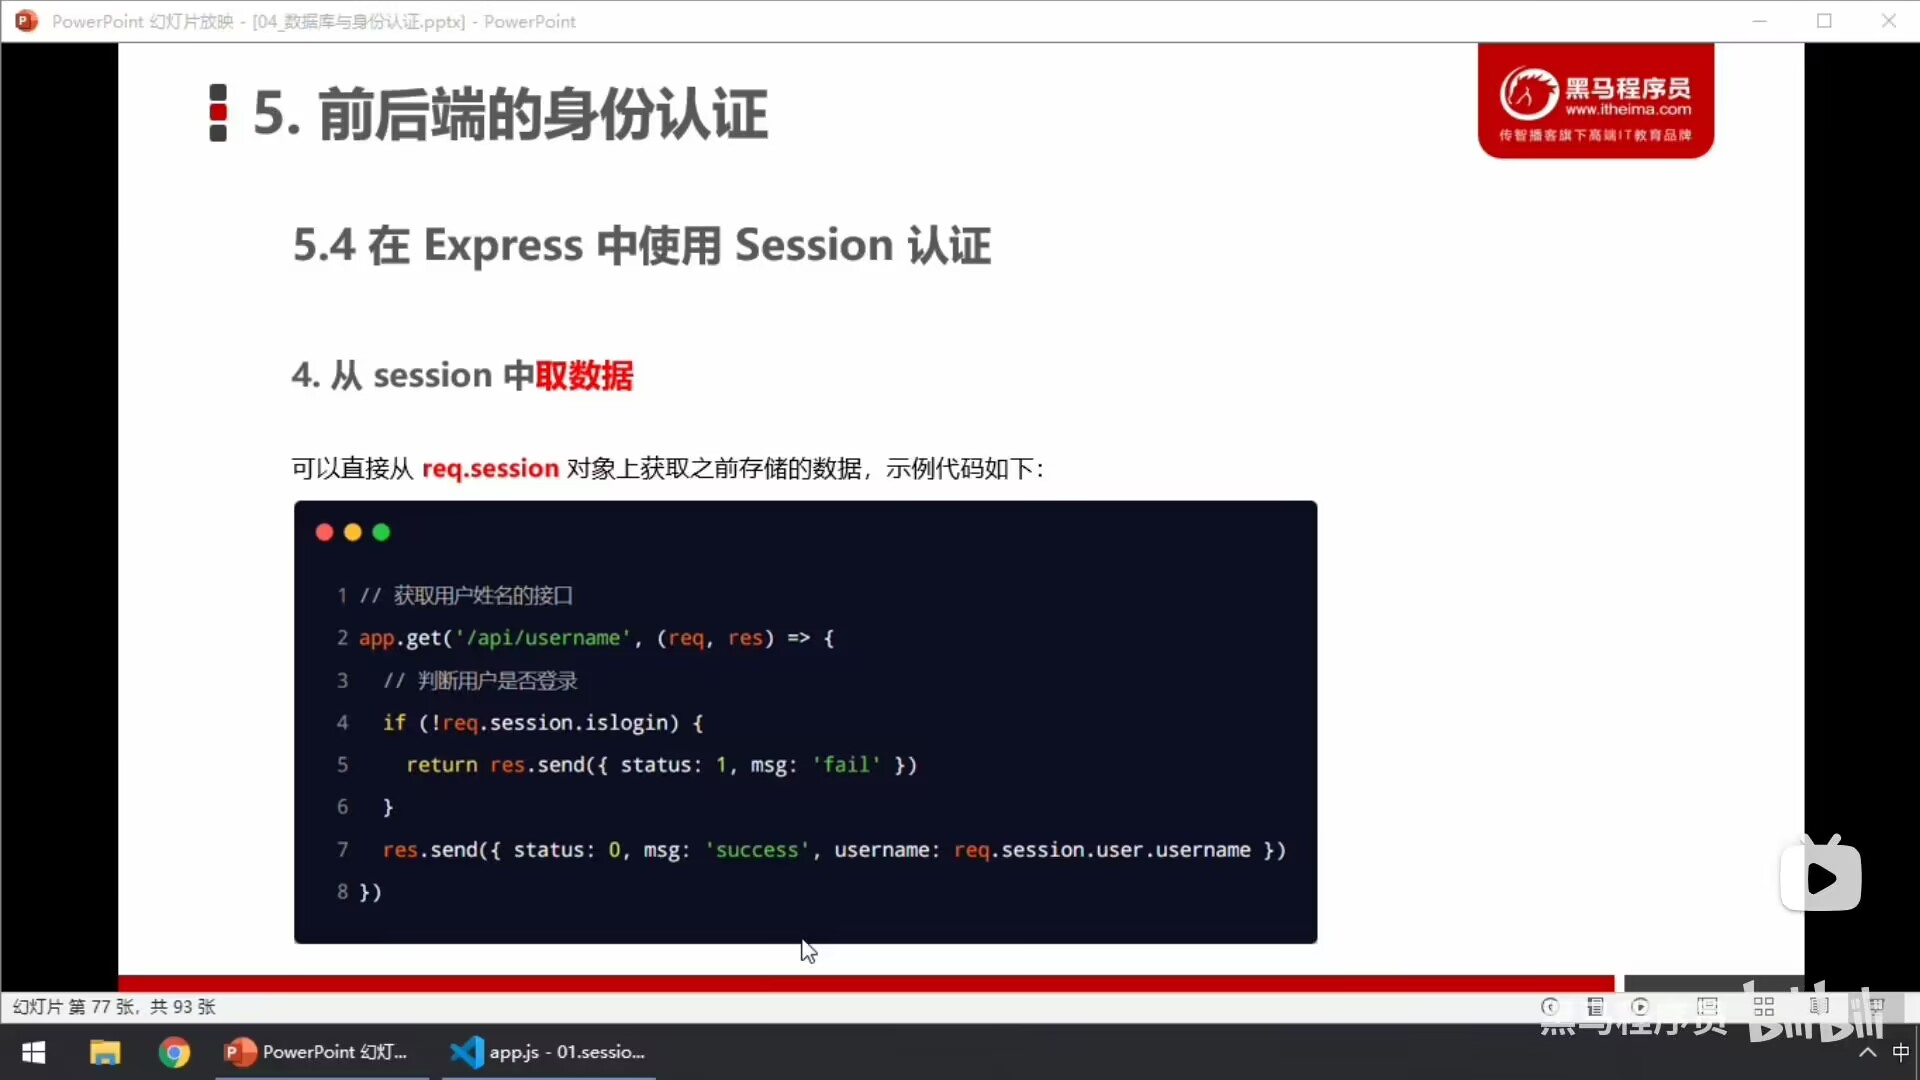 PowerPoint 幻灯片放映 - [04_数据库与身份认证.pptx] - PowerPoint
5. 前后端的身份认证
黑马程序员
www.itheima.com
传智播客旗下高端IT教育品牌
5.4 在 Express 中使用 Session 认证
4. 从 session 中取数据
可以直接从 req.session 对象上获取之前存储的数据，示例代码如下：
1 // 获取用户姓名的接口
2 app.get('/api/username', (req, res) => {
3   // 判断用户是否登录
4   if (!req.session.islogin) {
5     return res.send({ status: 1, msg: 'fail' })
6   }
7   res.send({ status: 0, msg: 'success', username: req.session.user.username })
8 })
幻灯片 第 77 张，共 93 张
黑马程序员 bilibili
PowerPoint 幻灯...
app.js - 01.sessio...
中